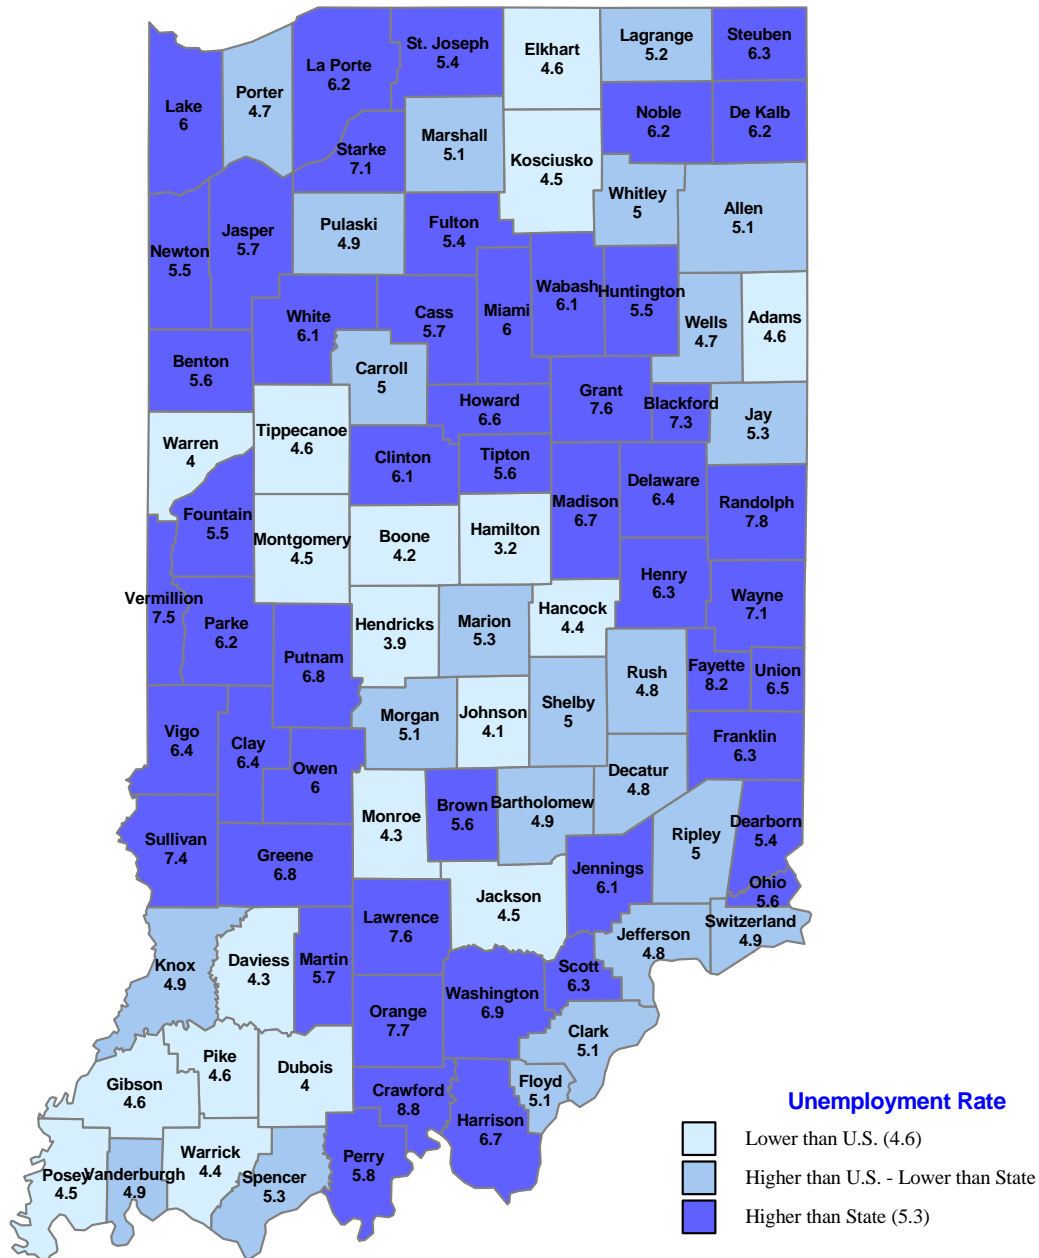 St. Joseph
5.4
Elkhart
4.6
Lagrange
5.2
Steuben
6.3
La Porte
6.2
Porter
4.7
Lake
6
Noble
6.2
De Kalb
6.2
Marshall
5.1
Starke
7.1
Kosciusko
4.5
Whitley
5
Allen
5.1
Pulaski
4.9
Fulton
5.4
Jasper
5.7
Newton
5.5
Wabash
6.1
Huntington
5.5
Miami
6
White
6.1
Cass
5.7
Wells
4.7
Adams
4.6
Benton
5.6
Carroll
5
Grant
7.6
Blackford
7.3
Howard
6.6
Jay
5.3
Warren
4
Tippecanoe
4.6
Clinton
6.1
Tipton
5.6
Delaware
6.4
Madison
6.7
Randolph
7.8
Fountain
5.5
Montgomery
4.5
Boone
4.2
Hamilton
3.2
Henry
6.3
Wayne
7.1
Vermillion
7.5
Parke
6.2
Hendricks
3.9
Marion
5.3
Hancock
4.4
Putnam
6.8
Rush
4.8
Fayette
8.2
Union
6.5
Morgan
5.1
Johnson
4.1
Shelby
5
Vigo
6.4
Clay
6.4
Franklin
6.3
Owen
6
Decatur
4.8
Monroe
4.3
Brown
5.6
Bartholomew
4.9
Ripley
5
Dearborn
5.4
Sullivan
7.4
Greene
6.8
Jennings
6.1
Ohio
5.6
Jackson
4.5
Lawrence
7.6
Switzerland
4.9
Jefferson
4.8
Knox
4.9
Daviess
4.3
Martin
5.7
Scott
6.3
Washington
6.9
Orange
7.7
Clark
5.1
Pike
4.6
Dubois
4
Gibson
4.6
Crawford
8.8
Floyd
5.1
Harrison
6.7
Warrick
4.4
Perry
5.8
Posey
4.5
Vanderburgh
4.9
Spencer
5.3
Unemployment Rate
Lower than U.S. (4.6)
Higher than U.S. - Lower than State
Higher than State (5.3)